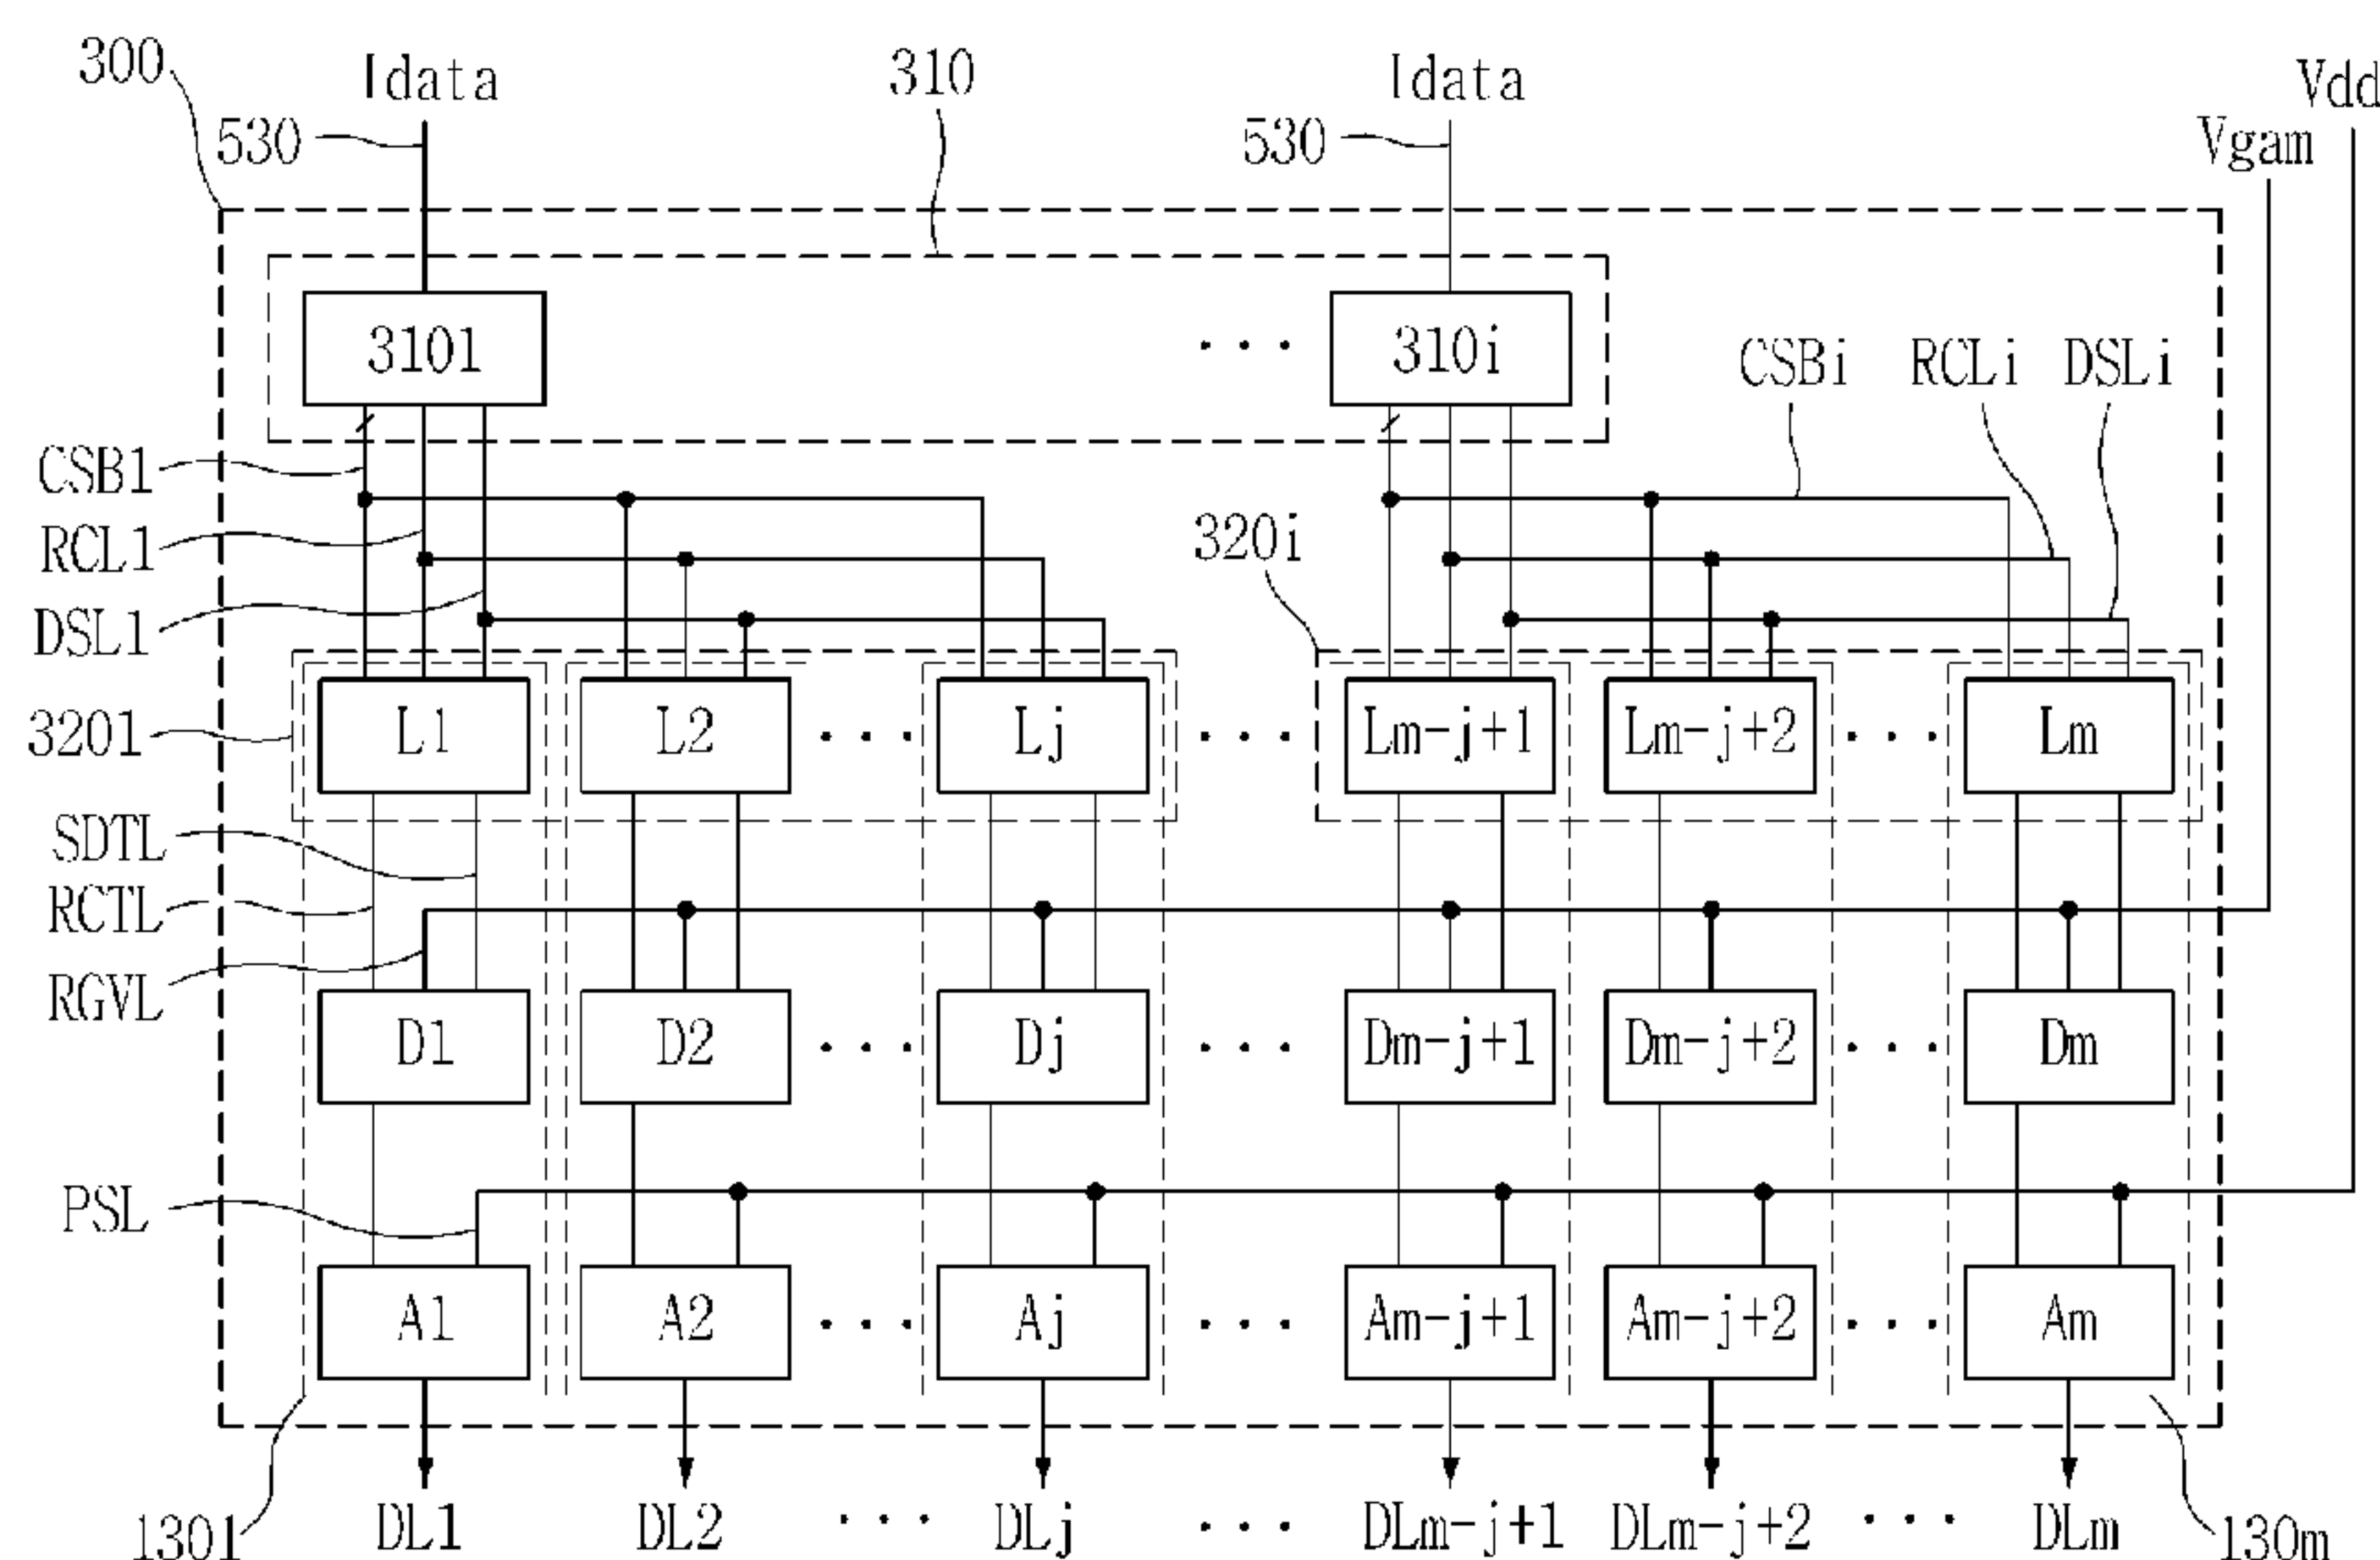 300
Idata
310
Idata
Vdd
530
530
Vgam
3101
310i
CSBi RCLi DSLi
CSB1
RCL1
320i
DSL1
3201
L1 L2 Lj Lm-j+1 Lm-j+2 Lm
SDTL
RCTL
RGVL
D1 D2 Dj Dm-j+1 Dm-j+2 Dm
PSL
A1 A2 Aj Am-j+1 Am-j+2 Am
1301
DL1 DL2 ... DLj ... DLm-j+1 DLm-j+2 ... DLm
130m